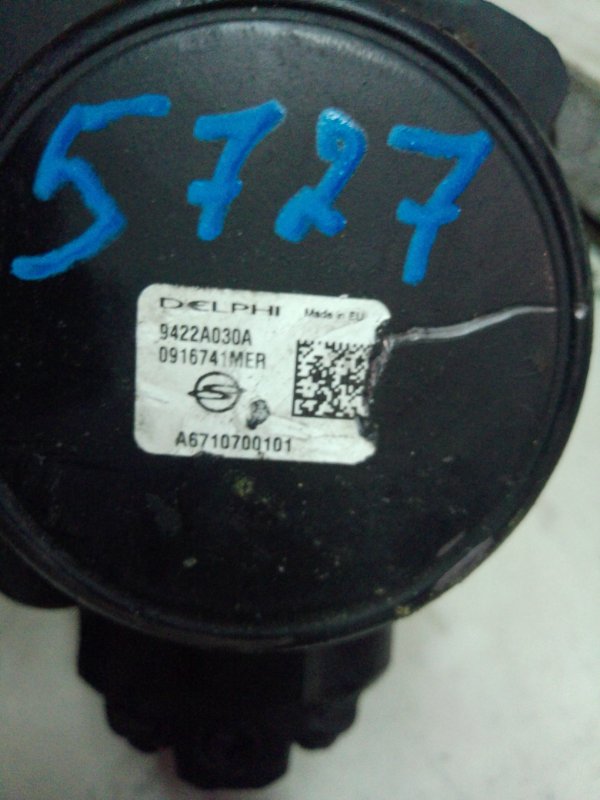 5727
DELPHI Made in EU
9422A030A
0916741MER
A6710700101